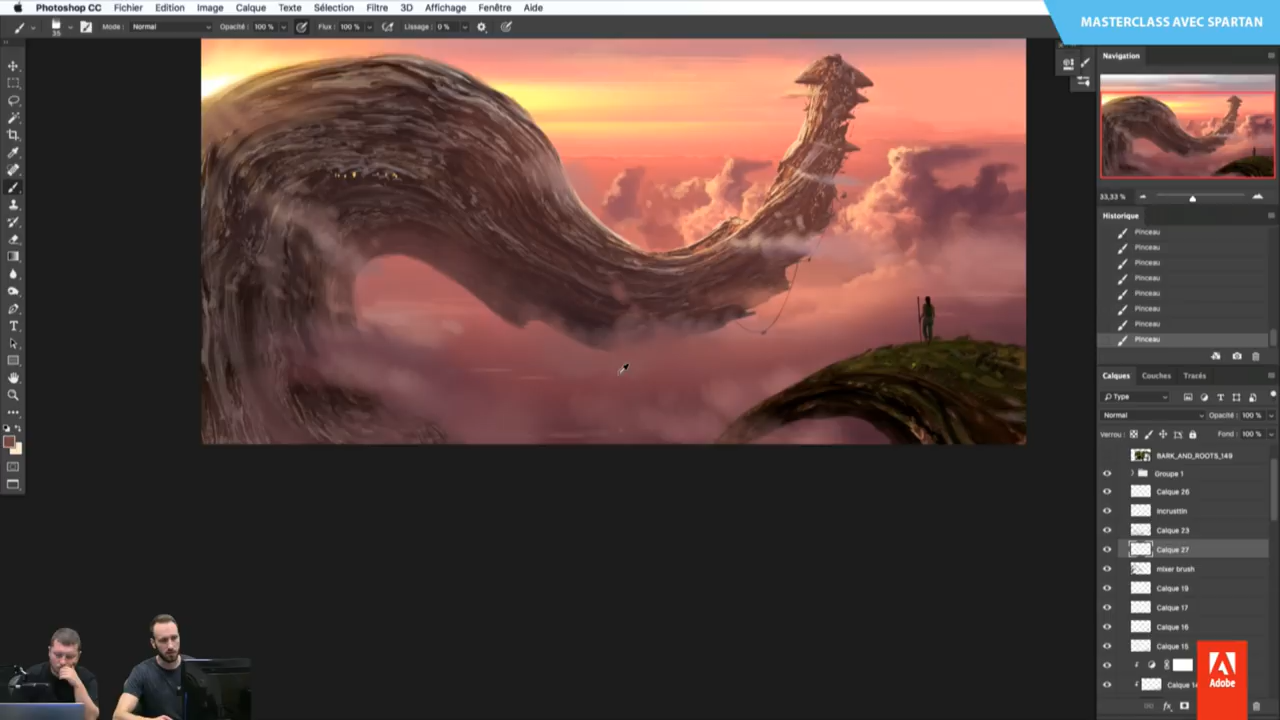 Photoshop CC Fichier Edition Image Calque Texte Sélection Filtre 3D Affichage Fenêtre Aide
MASTERCLASS AVEC SPARTAN
35 Mode : Normal Opacité : 100 % Flux : 100 % Lissage : 0 %
Navigation
33,33 %
Historique
Pinceau
Pinceau
Pinceau
Pinceau
Pinceau
Pinceau
Pinceau
Pinceau
Calques Couches Tracés
Type
Normal Opacité : 100 %
Verrou : Fond : 100 %
BARK_AND_ROOTS_149
Groupe 1
Calque 26
Incrusttin
Calque 23
Calque 27
mixer brush
Calque 19
Calque 17
Calque 16
Calque 15
Calque
Adobe